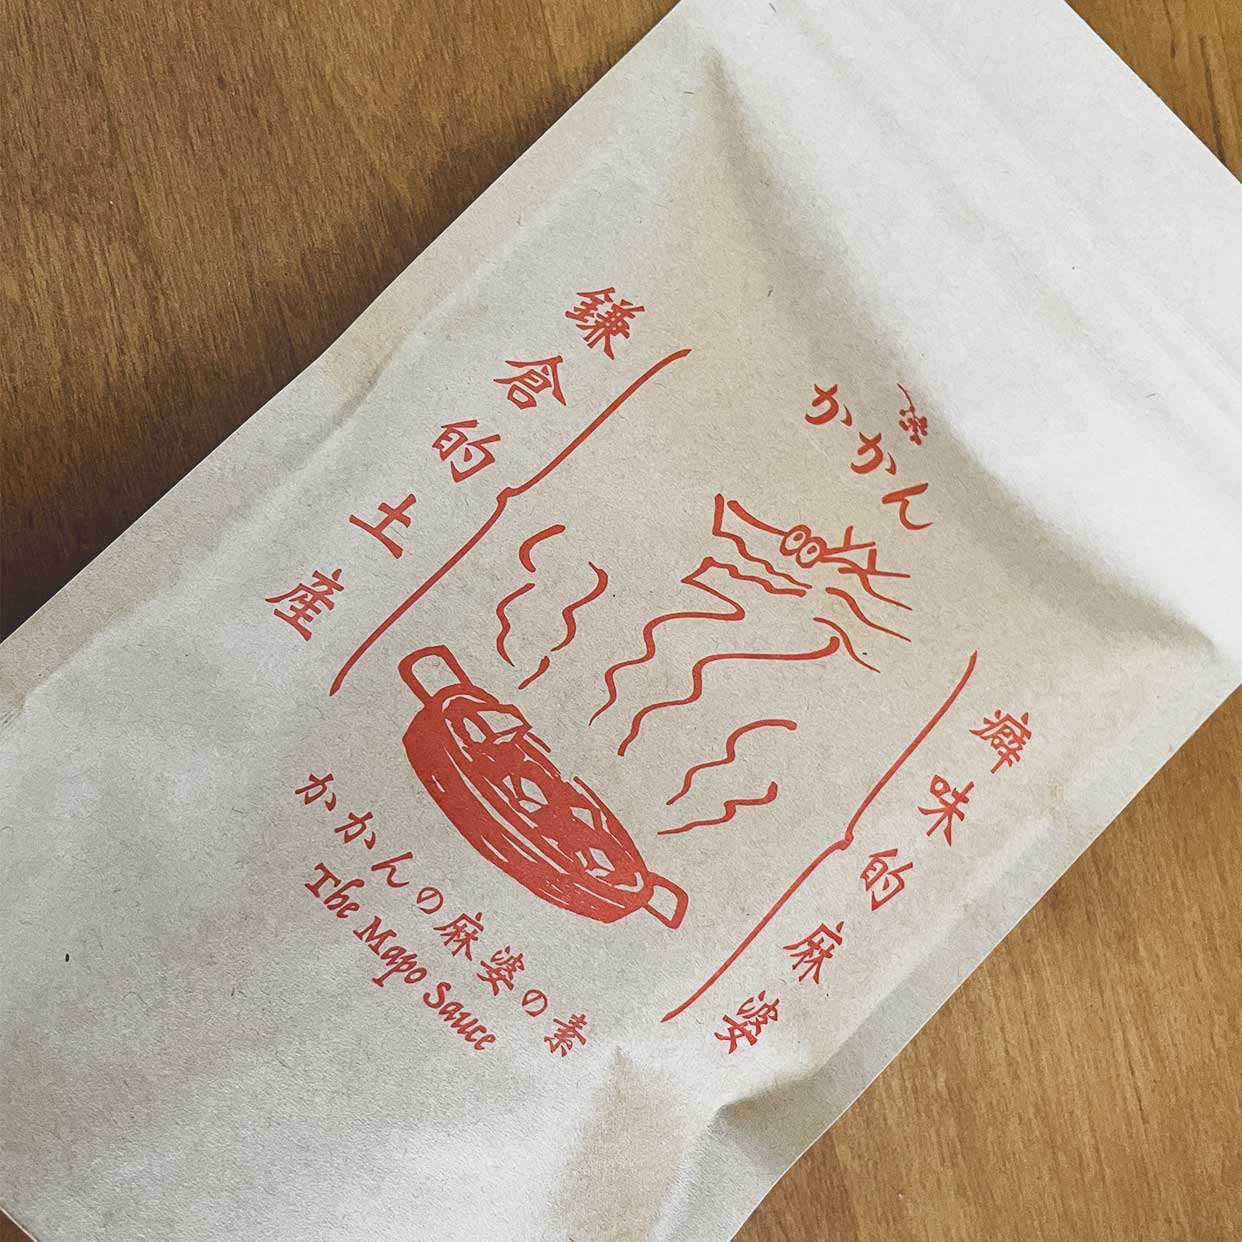 かかん
癖味的麻婆
鎌倉的土産
かかんの麻婆の素
The Mapo Sauce